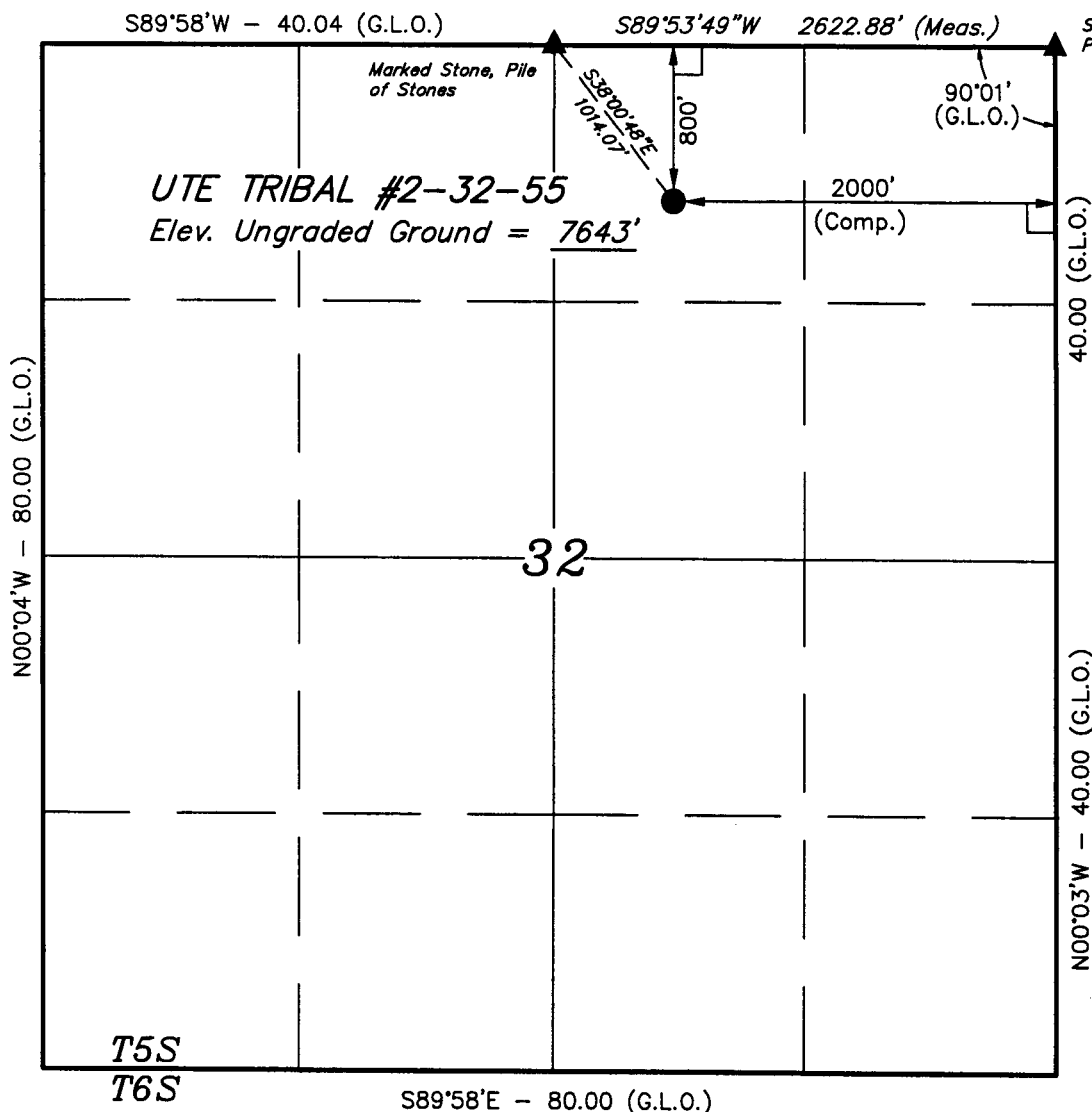 S89°58'W - 40.04 (G.L.O.)
S89°53'49"W 2622.88' (Meas.)
S
P
Marked Stone, Pile
of Stones
S38°00'48"E
1014.07'
800'
90°01'
(G.L.O.)
UTE TRIBAL #2-32-55
Elev. Ungraded Ground = 7643'
2000'
(Comp.)
40.00 (G.L.O.)
N00°04'W - 80.00 (G.L.O.)
32
N00°03'W - 40.00 (G.L.O.)
T5S
T6S
S89°58'E - 80.00 (G.L.O.)